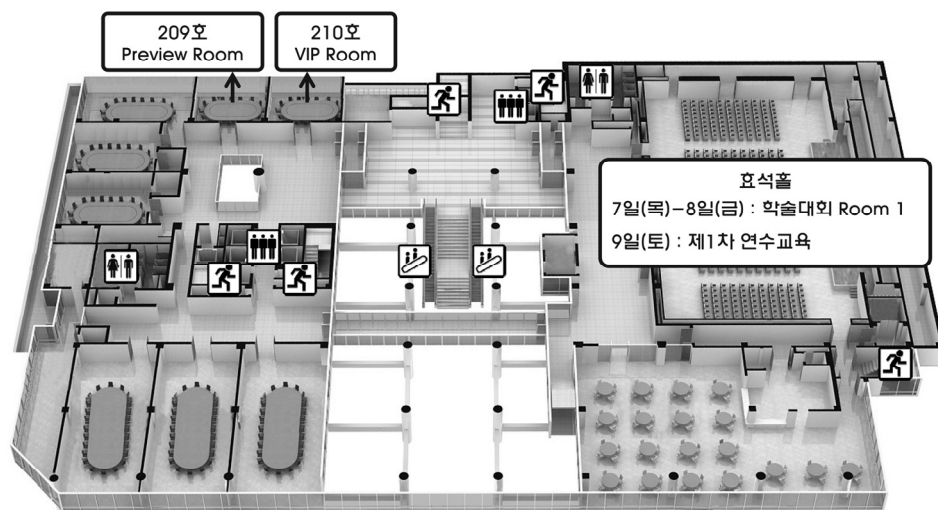 209호
Preview Room
210호
VIP Room
효석홀
7일(목)-8일(금) : 학술대회 Room 1
9일(토) : 제1차 연수교육